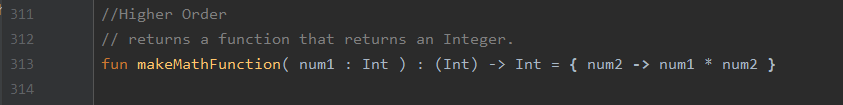 311 //Higher Order
312 // returns a function that returns an Integer.
313 fun makeMathFunction( num1 : Int ) : (Int) -> Int = { num2 -> num1 * num2 }
314